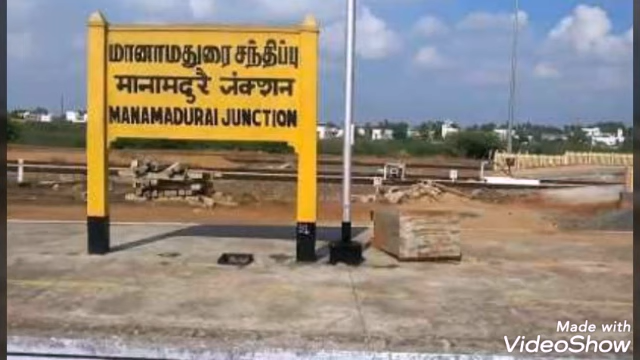 மானாமதுரை சந்திப்பு
मानामदुरै जंक्शन
MANAMADURAI JUNCTION
Made with
VideoShow